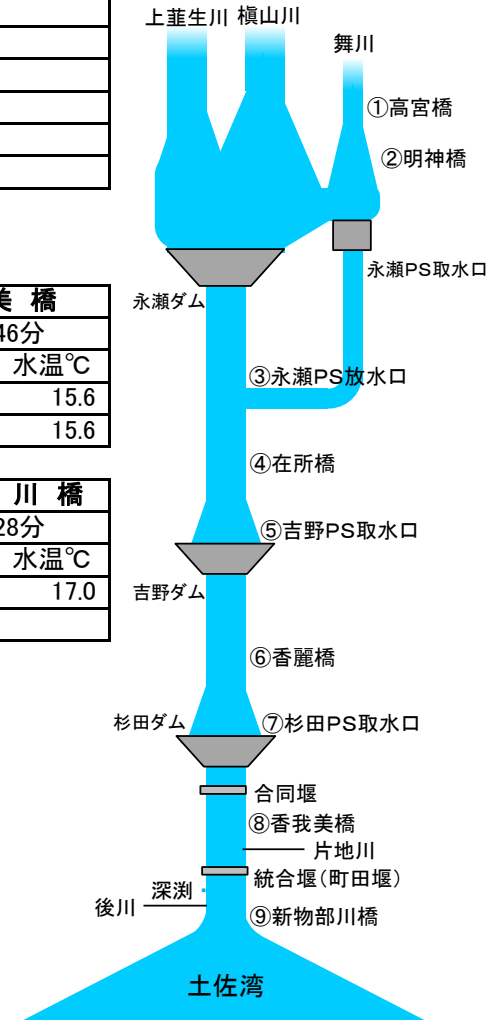 上韮生川 槇山川
舞川
①高宮橋
②明神橋
永瀬PS取水口
永瀬ダム
美 橋
46分
水温℃
15.6
15.6
③永瀬PS放水口
④在所橋
川 橋
28分
水温℃
17.0
⑤吉野PS取水口
吉野ダム
⑥香麗橋
杉田ダム
⑦杉田PS取水口
合同堰
⑧香我美橋
片地川
統合堰(町田堰)
深渕
後川
⑨新物部川橋
土佐湾